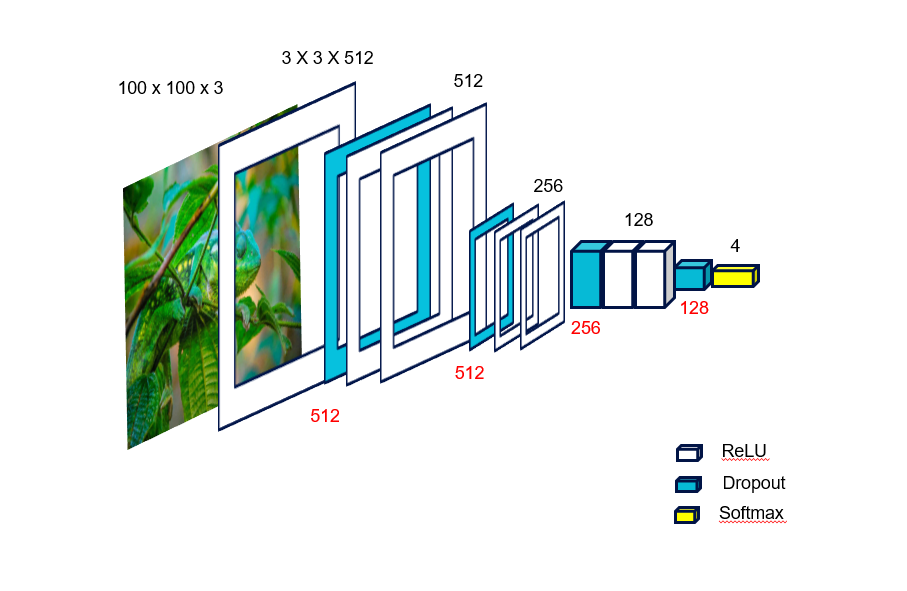 3 X 3 X 512
512
100 x 100 x 3
256
128
4
256
128
512
512
ReLU
Dropout
Softmax